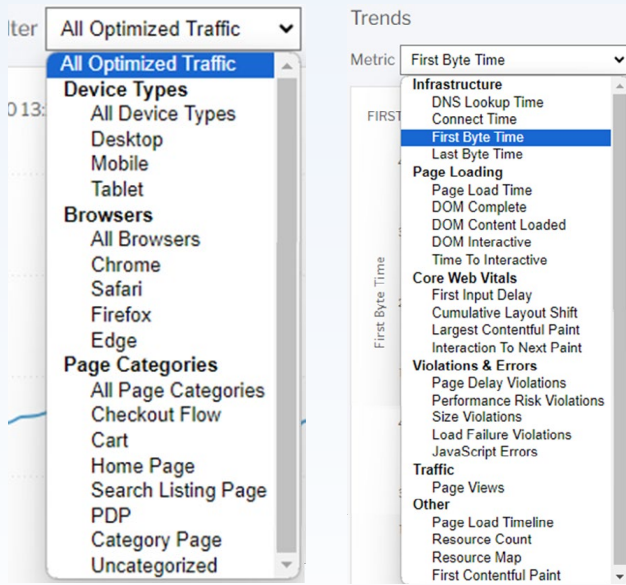 lter
All Optimized Traffic
All Optimized Traffic
Device Types
All Device Types
Desktop
Mobile
Tablet
Browsers
All Browsers
Chrome
Safari
Firefox
Edge
Page Categories
All Page Categories
Checkout Flow
Cart
Home Page
Search Listing Page
PDP
Category Page
Uncategorized
0 13:
Trends
Metric
First Byte Time
Infrastructure
DNS Lookup Time
Connect Time
First Byte Time
Last Byte Time
Page Loading
Page Load Time
DOM Complete
DOM Content Loaded
DOM Interactive
Time To Interactive
Core Web Vitals
First Input Delay
Cumulative Layout Shift
Largest Contentful Paint
Interaction To Next Paint
Violations & Errors
Page Delay Violations
Performance Risk Violations
Size Violations
Load Failure Violations
JavaScript Errors
Traffic
Page Views
Other
Page Load Timeline
Resource Count
Resource Map
First Contentful Paint
FIRST
First Byte Time